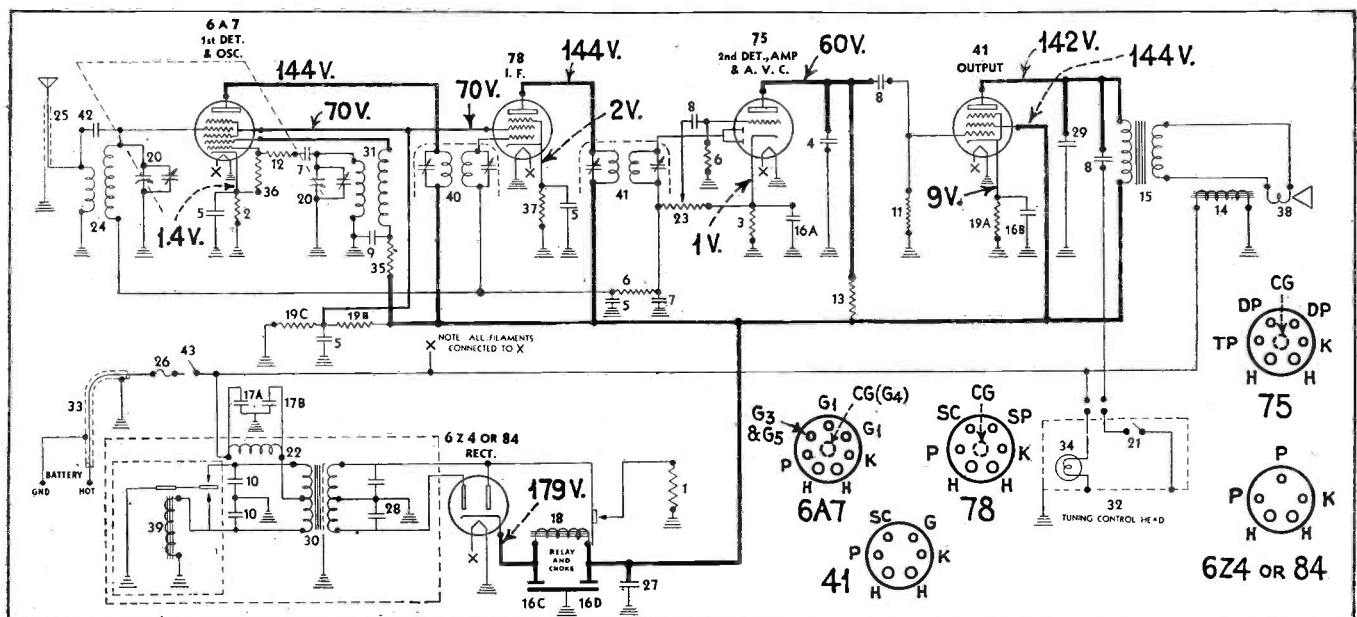 6A7
1st DET.
& OSC.
144V.
70V.
25
42
24
20
5
2
1.4V.
36
12
7
20
31
9
35
40
78
I.F.
144V.
70V.
2V.
37
5
41
6
5
7
75
2nd DET., AMP
& A.V.C.
60V.
8
6
23
1V.
3
16A
4
13
8
11
41
OUTPUT
142V.
144V.
9V.
19A
16B
29
8
15
14
38
19C
5
19B
NOTE ALL FILAMENTS
CONNECTED TO X
X
X
26
43
33
BATTERY
GND
HOT
17A
17B
22
39
10
10
30
28
6Z4 OR 84
RECT.
X
179V.
18
RELAY
AND
CHOKE
16C
16D
27
1
34
21
32
TUNING CONTROL HEAD
G3
& G5
G1
CG(G4)
G1
P
K
H
H
6A7
SC
CG
SP
P
K
H
H
78
SC
G
P
K
H
H
41
CG
DP
DP
TP
K
H
H
75
P
P
K
H
H
6Z4 OR 84